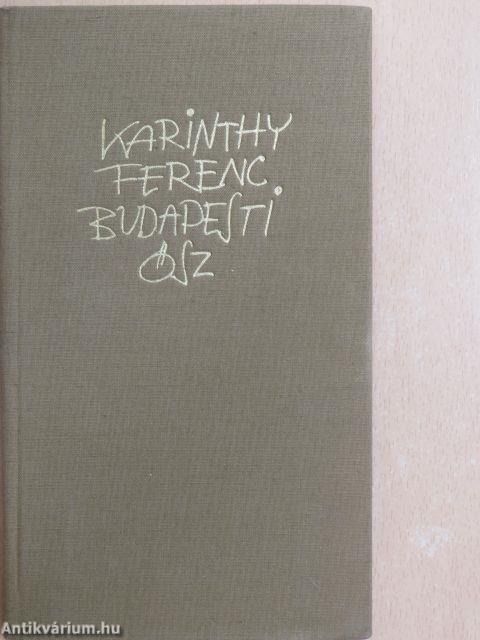 KARINTHY
FERENC
BUDAPESTI
ŐSZ
Antikvárium.hu